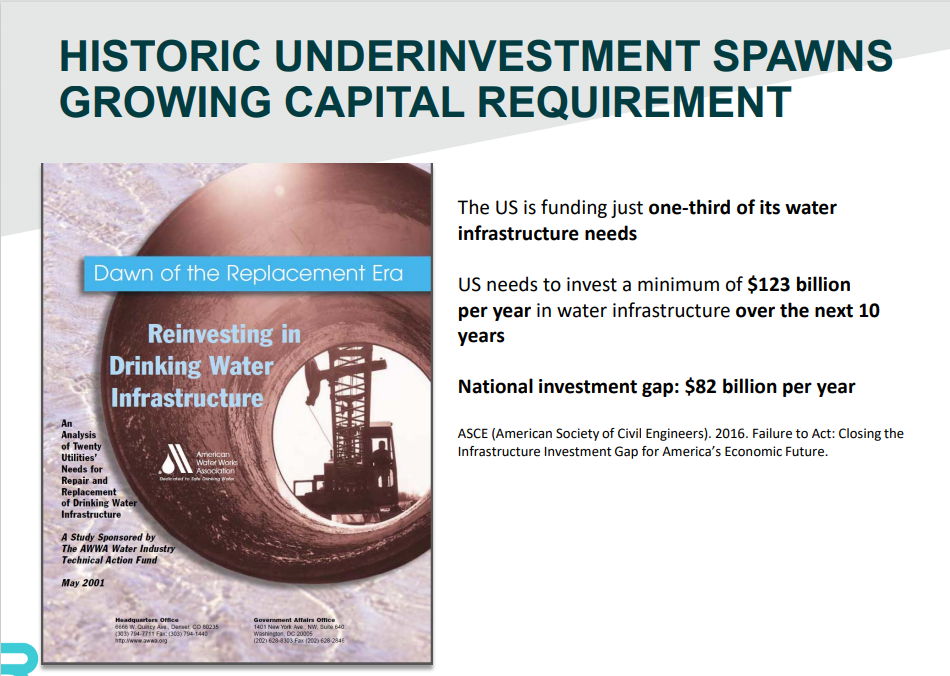 HISTORIC UNDERINVESTMENT SPAWNS
GROWING CAPITAL REQUIREMENT
Dawn of the Replacement Era
Reinvesting in
Drinking Water
Infrastructure
An
Analysis
of Twenty
Utilities'
Needs for
Repair and
Replacement
of Drinking Water
Infrastructure
American
Water Works
Association
Dedicated to Safe Drinking Water
A Study Sponsored by
The AWWA Water Industry
Technical Action Fund
May 2001
Headquarters Office
6666 W. Quincy Ave., Denver, CO 80235
(303) 794-7711 Fax: (303) 794-1440
http://www.awwa.org
Government Affairs Office
1401 New York Ave., NW, Suite 640
Washington, DC 20005
(202) 628-8303 Fax (202) 628-2846
The US is funding just one-third of its water
infrastructure needs
US needs to invest a minimum of $123 billion
per year in water infrastructure over the next 10
years
National investment gap: $82 billion per year
ASCE (American Society of Civil Engineers). 2016. Failure to Act: Closing the
Infrastructure Investment Gap for America's Economic Future.